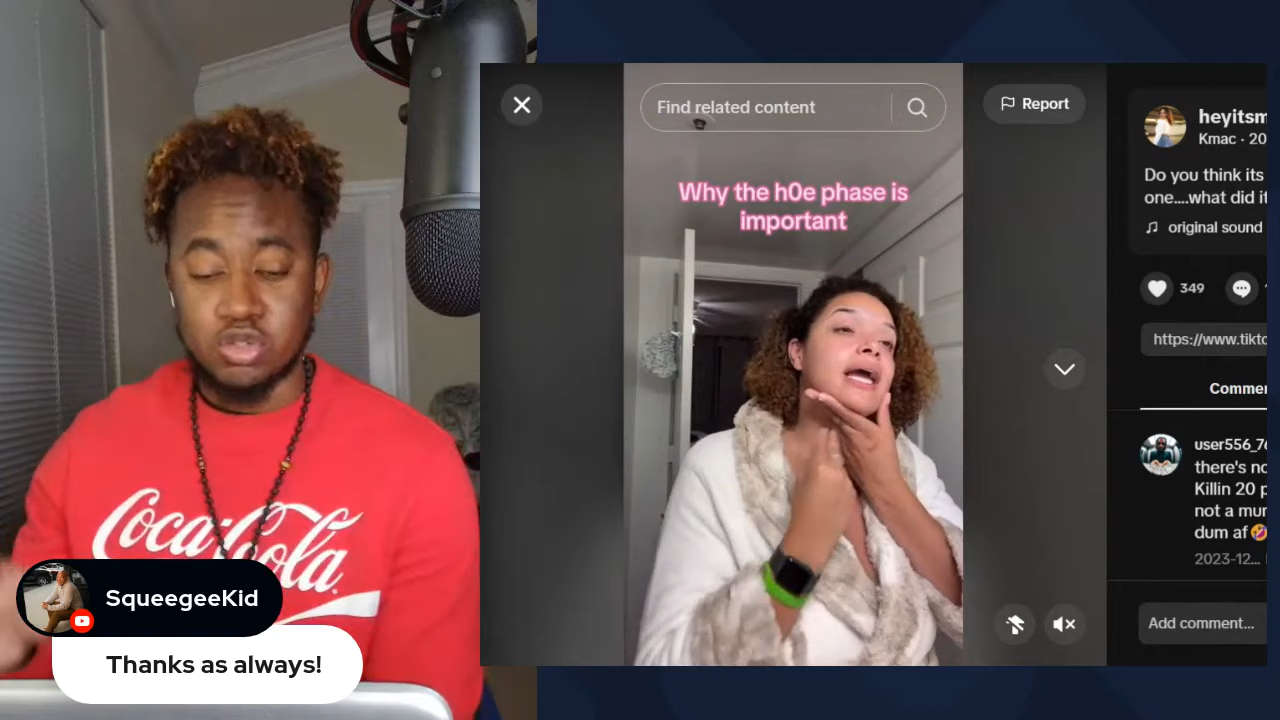 Coca-Cola
SqueegeeKid
Thanks as always!
Find related content
Report
Why the h0e phase is
important
heyitsm
Kmac · 20
Do you think its
one....what did it
original sound
349
https://www.tikto
Comme
user556_7
there's no
Killin 20 p
not a mur
dum af 🤣
2023-12...
Add comment...